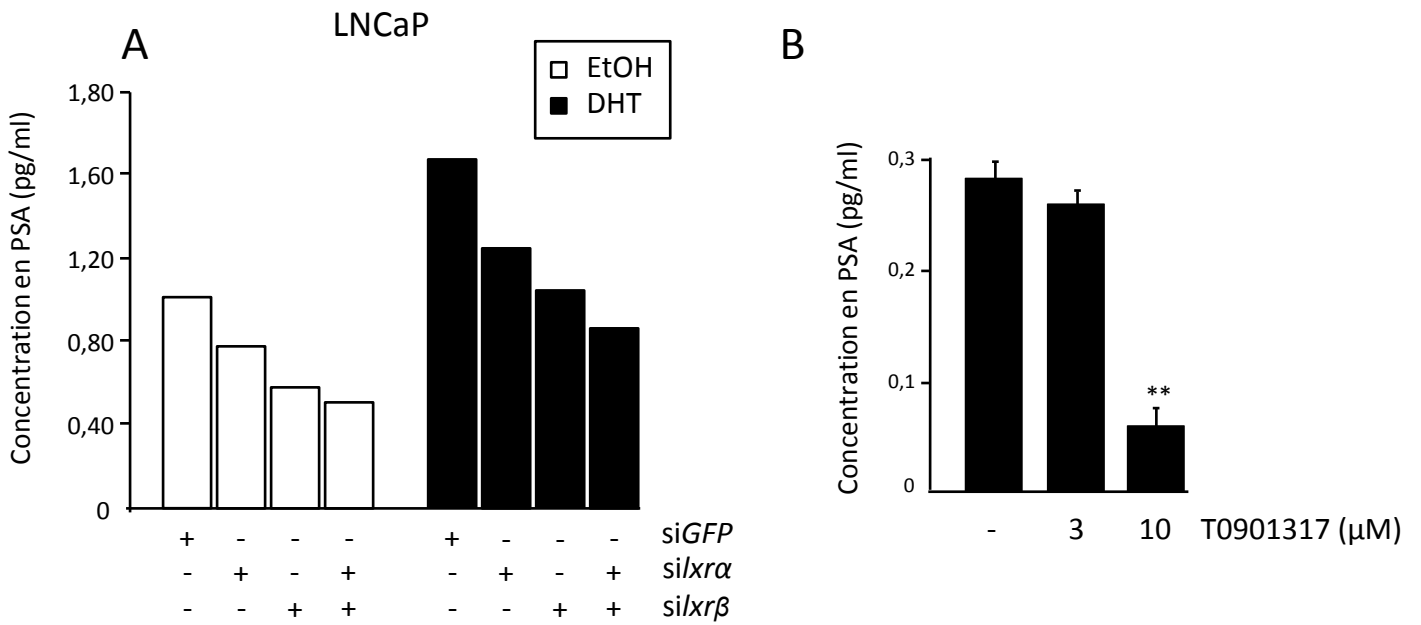 LNCaP
A
B
EtOH
DHT
Concentration en PSA (pg/ml)
1,80
1,60
1,20
0,80
0,40
0
+ - - - + - - - siGFP
- + - + - + - + silxrα
- - + + - - + + silxrβ
Concentration en PSA (pg/ml)
0,3
0,2
0,1
0
**
- 3 10 T0901317 (μM)